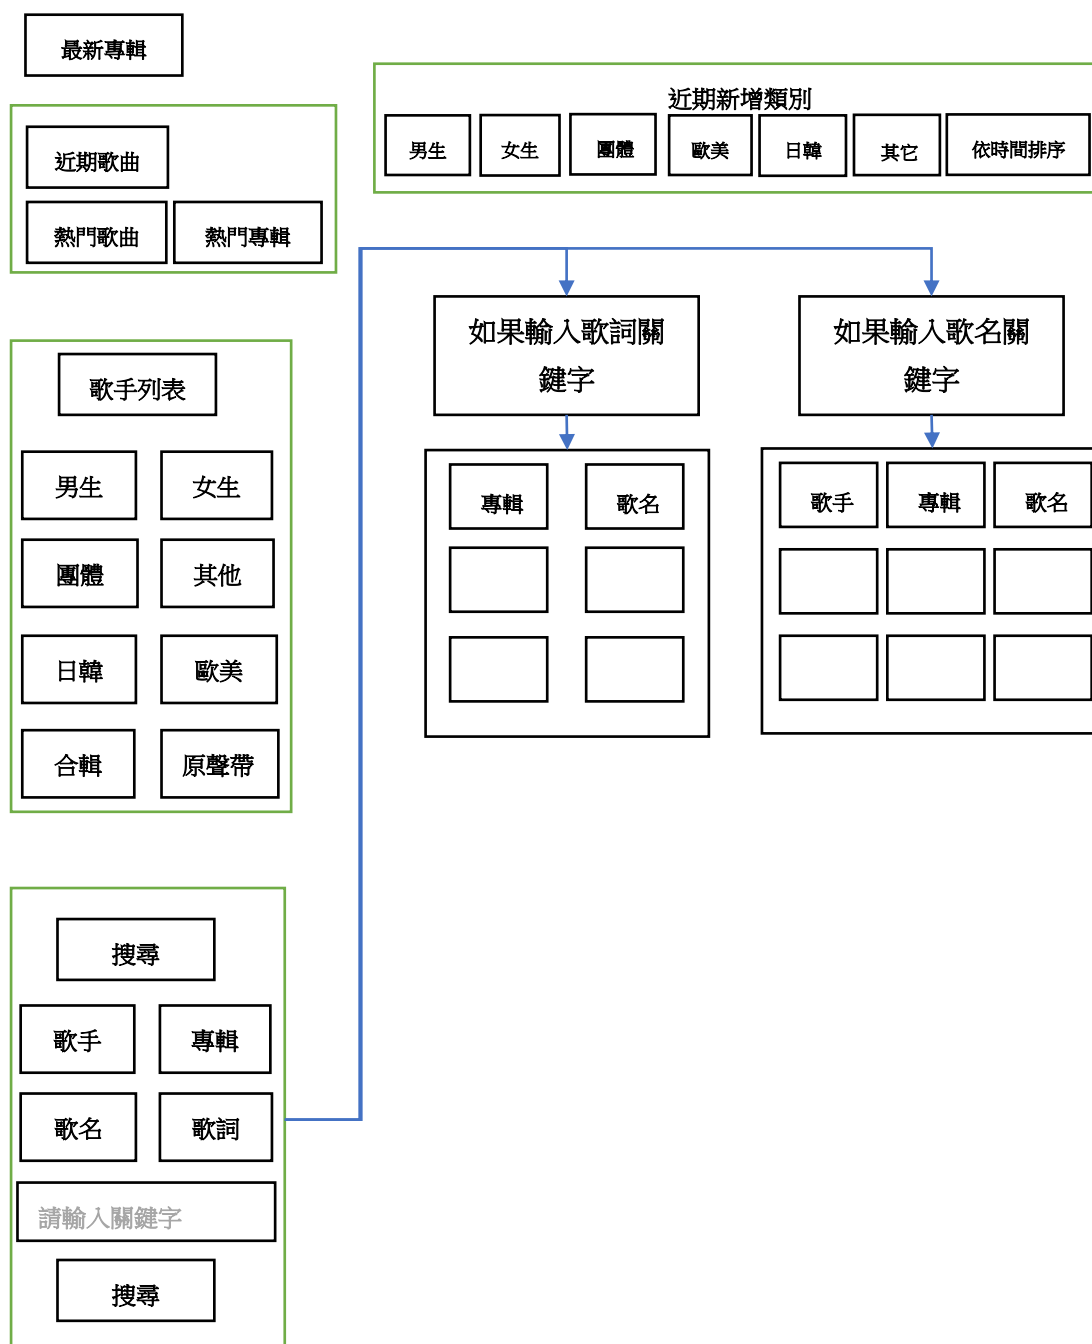 最新專輯
近期歌曲
熱門歌曲
熱門專輯
近期新增類別
男生
女生
團體
歐美
日韓
其它
依時間排序
歌手列表
男生
女生
團體
其他
日韓
歐美
合輯
原聲帶
如果輸入歌詞關
鍵字
專輯
歌名
如果輸入歌名關
鍵字
歌手
專輯
歌名
搜尋
歌手
專輯
歌名
歌詞
請輸入關鍵字
搜尋